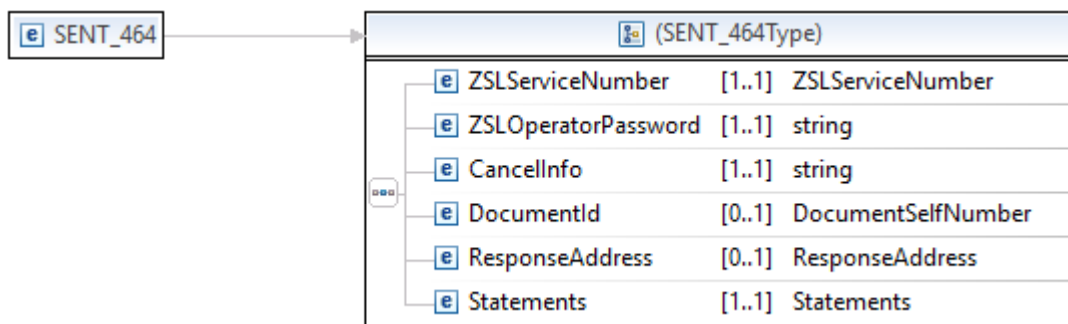 e SENT_464
(SENT_464Type)
e ZSLServiceNumber [1..1] ZSLServiceNumber
e ZSLOperatorPassword [1..1] string
e CancelInfo [1..1] string
e DocumentId [0..1] DocumentSelfNumber
e ResponseAddress [0..1] ResponseAddress
e Statements [1..1] Statements